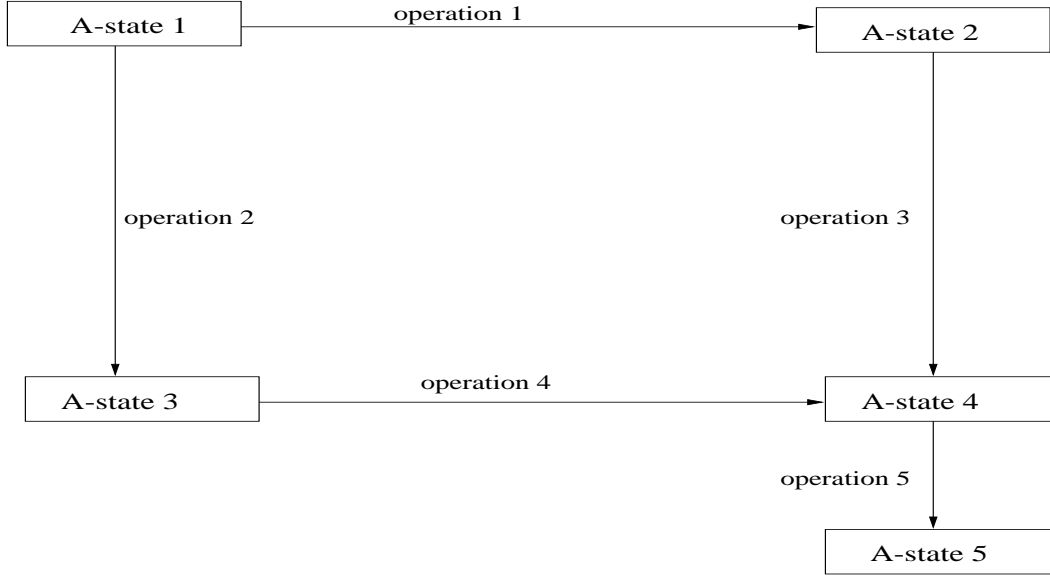 operation 1
A-state 1
A-state 2
operation 2
operation 3
operation 4
A-state 3
A-state 4
operation 5
A-state 5